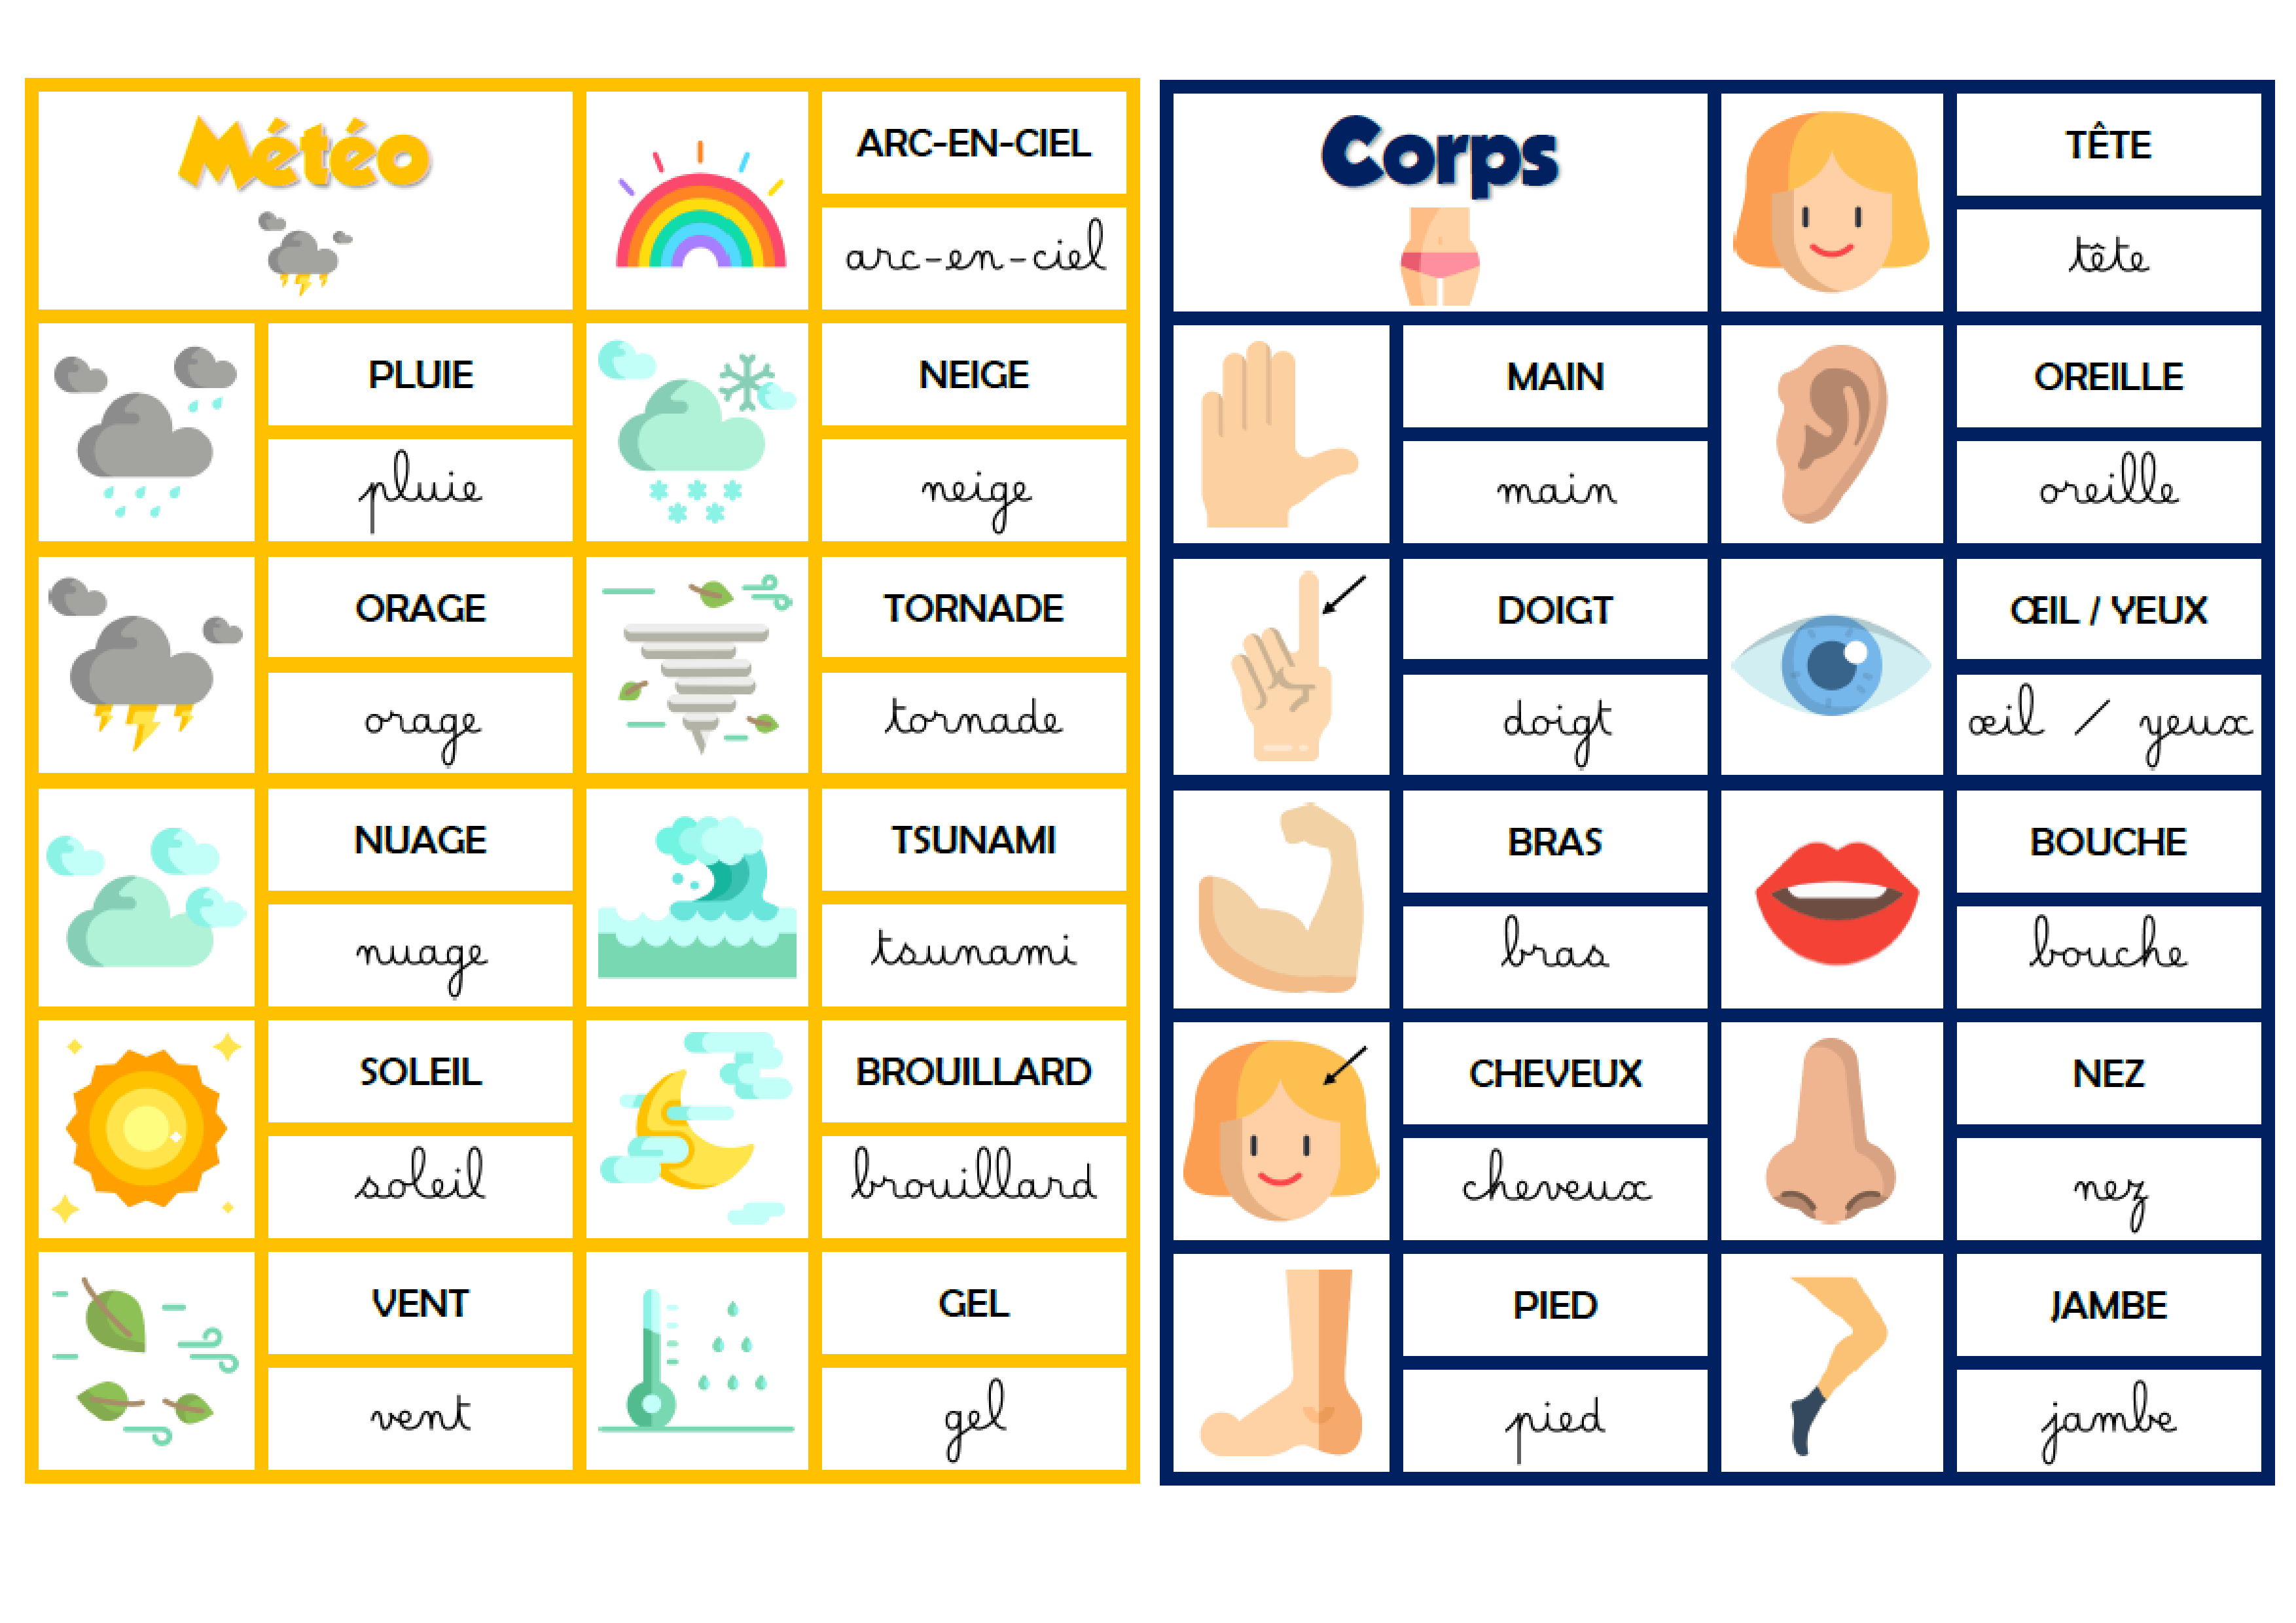 Météo
ARC-EN-CIEL
arc-en-ciel
PLUIE
pluie
NEIGE
neige
ORAGE
orage
TORNADE
tornade
NUAGE
nuage
TSUNAMI
tsunami
SOLEIL
soleil
BROUILLARD
brouillard
VENT
vent
GEL
gel
Corps
TÊTE
tête
MAIN
main
OREILLE
oreille
DOIGT
doigt
ŒIL / YEUX
œil / yeux
BRAS
bras
BOUCHE
bouche
CHEVEUX
cheveux
NEZ
nez
PIED
pied
JAMBE
jambe